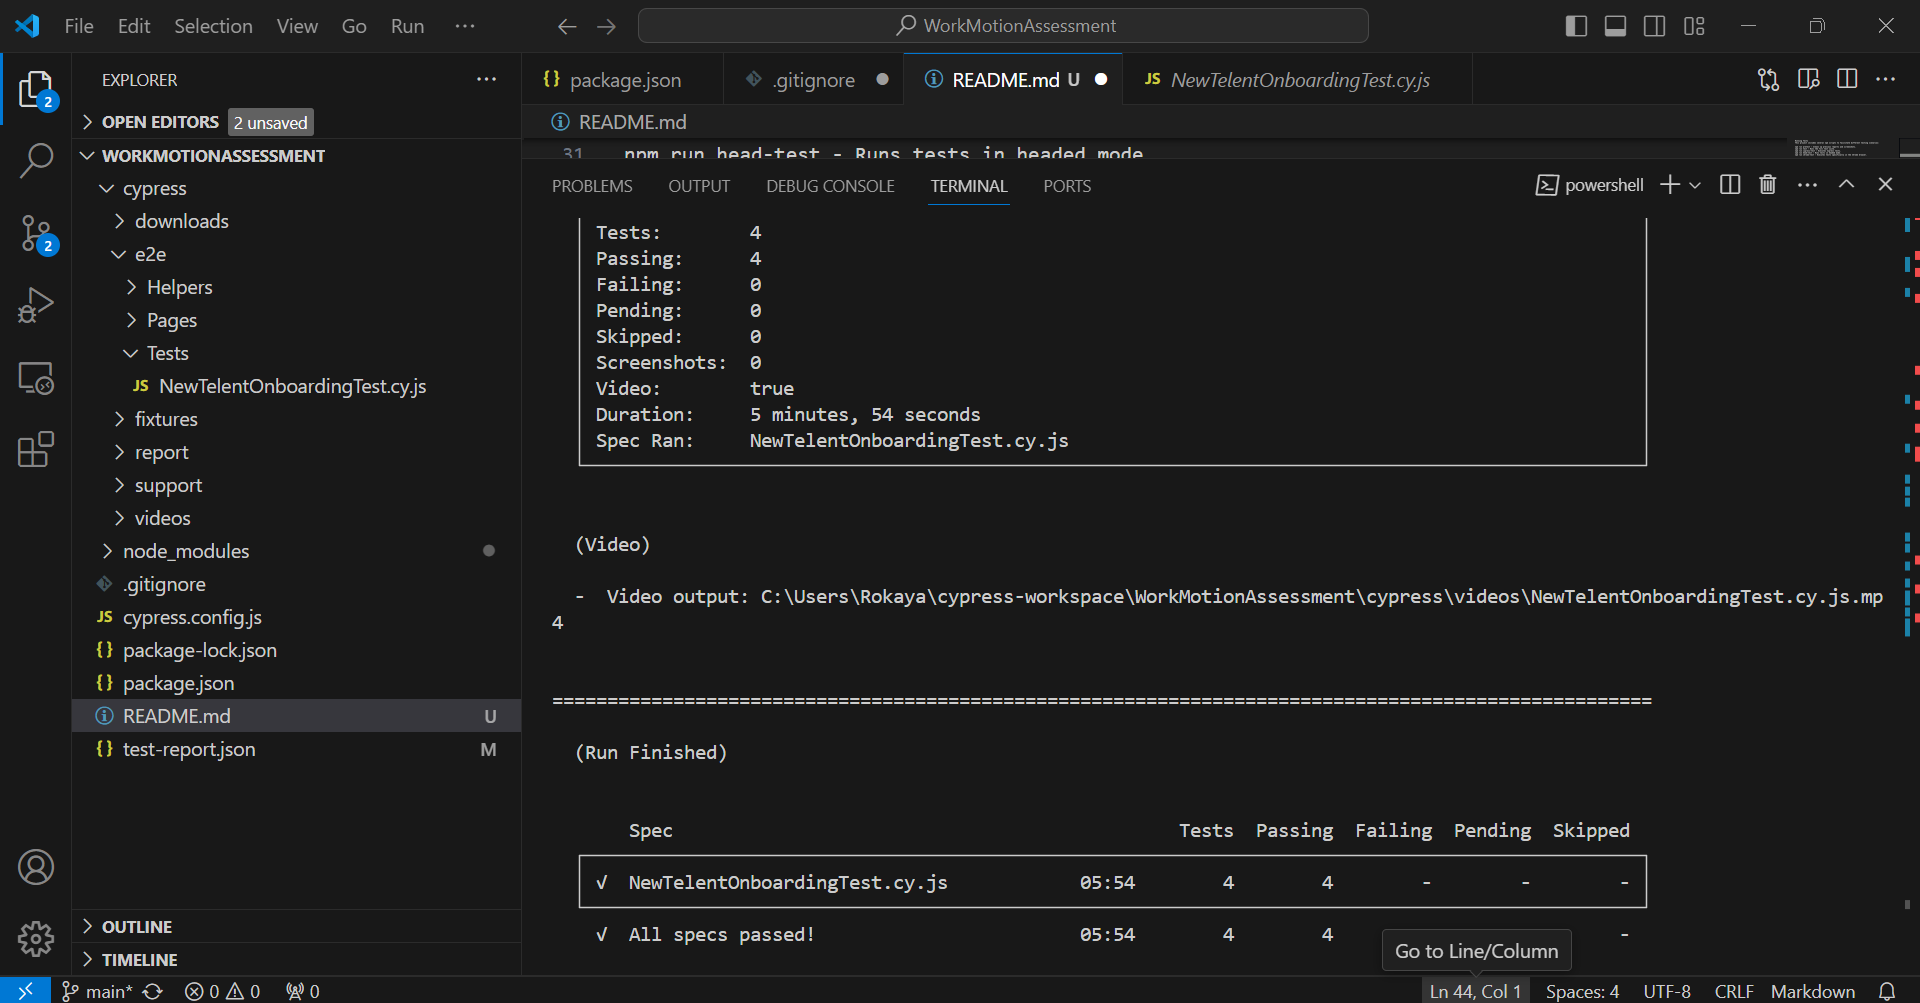 File Edit Selection View Go Run ···
WorkMotionAssessment
EXPLORER
OPEN EDITORS 2 unsaved
WORKMOTIONASSESSMENT
cypress
downloads
e2e
Helpers
Pages
Tests
JS NewTelentOnboardingTest.cy.js
fixtures
report
support
videos
node_modules
.gitignore
JS cypress.config.js
{} package-lock.json
{} package.json
README.md U
{} test-report.json M
OUTLINE
TIMELINE
2
2
{} package.json
.gitignore
README.md U
JS NewTelentOnboardingTest.cy.js
README.md
31 npm run head-test - Runs tests in headed mode
PROBLEMS OUTPUT DEBUG CONSOLE TERMINAL PORTS
powershell
Tests: 4
Passing: 4
Failing: 0
Pending: 0
Skipped: 0
Screenshots: 0
Video: true
Duration: 5 minutes, 54 seconds
Spec Ran: NewTelentOnboardingTest.cy.js
(Video)
- Video output: C:\Users\Rokaya\cypress-workspace\WorkMotionAssessment\cypress\videos\NewTelentOnboardingTest.cy.js.mp
4
====================================================================================================
(Run Finished)
Spec Tests Passing Failing Pending Skipped
√ NewTelentOnboardingTest.cy.js 05:54 4 4 - - -
√ All specs passed! 05:54 4 4 -
Go to Line/Column
main* 0 0 0
Ln 44, Col 1 Spaces: 4 UTF-8 CRLF Markdown